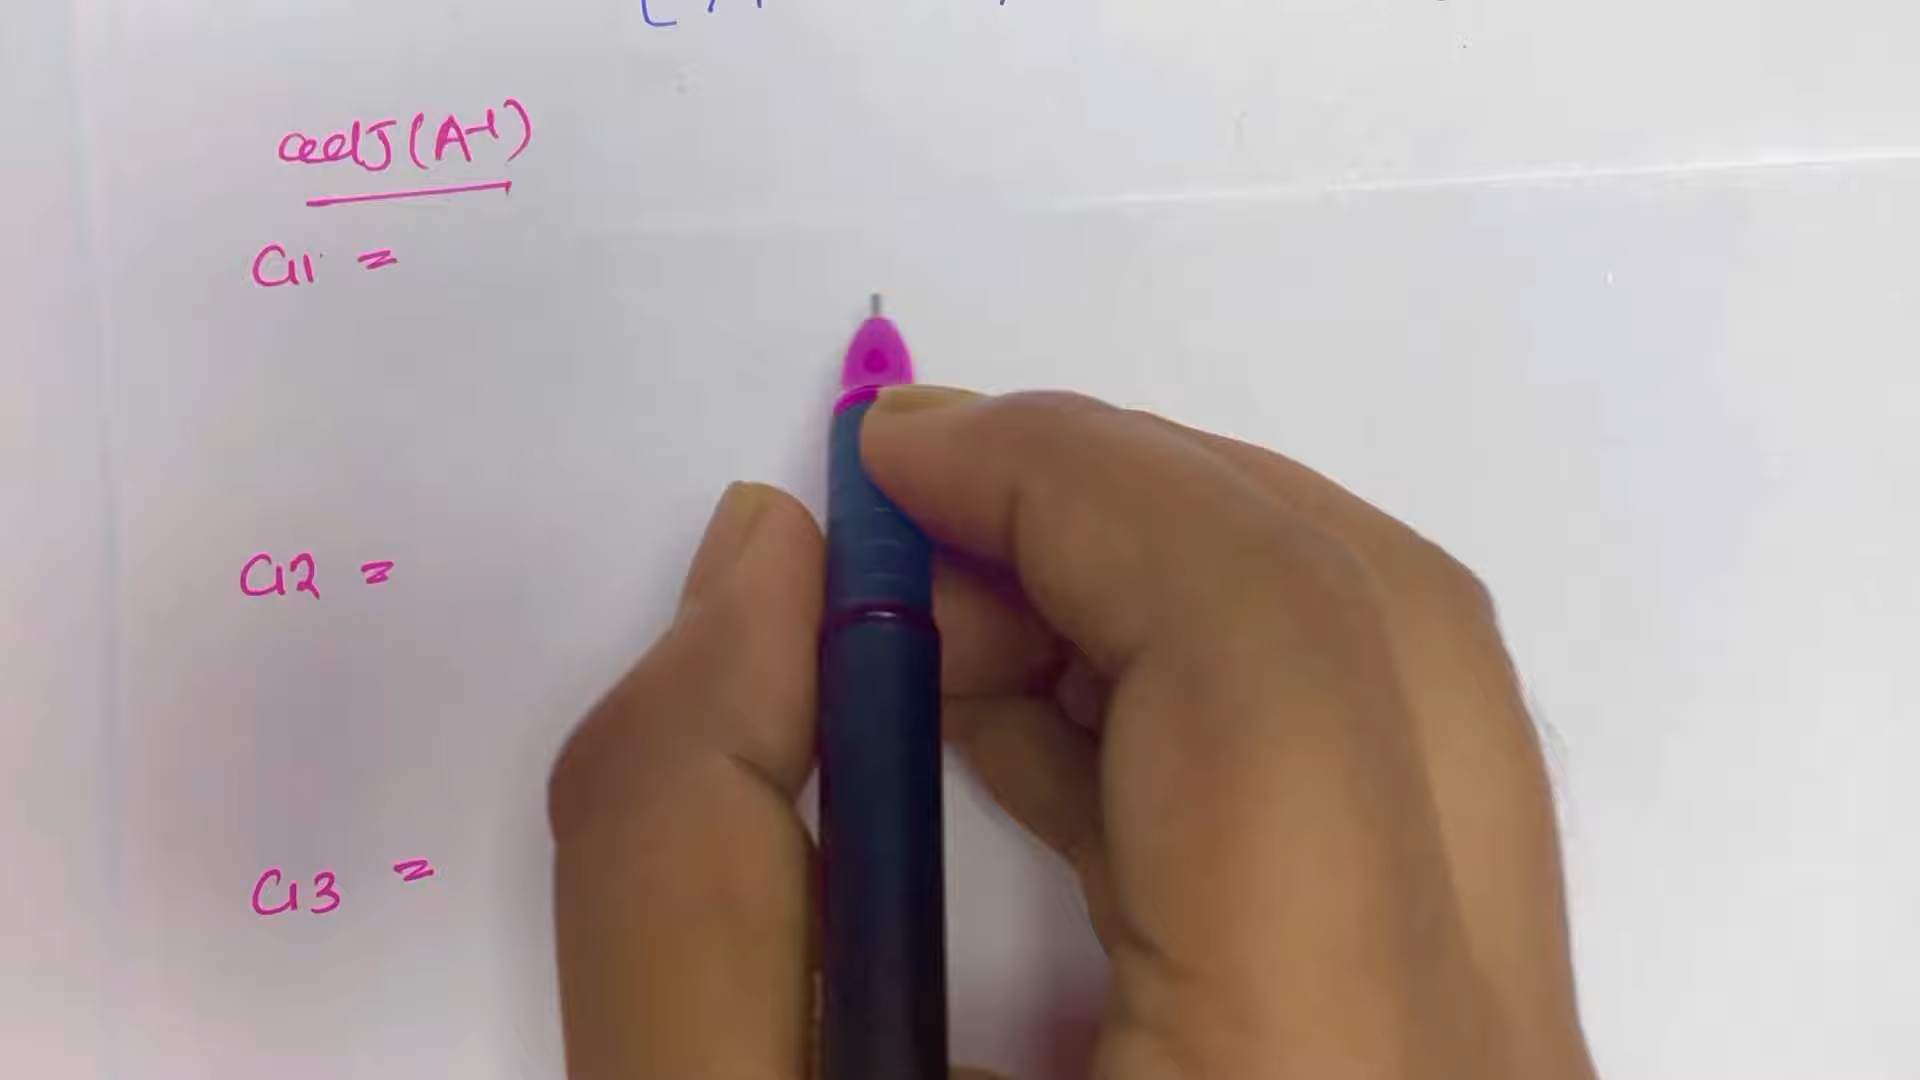 adJ(A-1)
C11 =
C12 =
C13 =